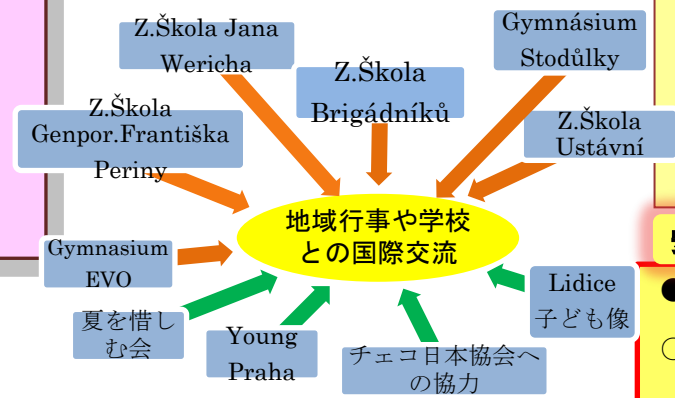 Z.Škola Jana
Wericha
Gymnásium
Stodůlky
Z.Škola
Brigádníků
Z.Škola
Genpor.Františka
Periny
Z.Škola
Ústávní
地域行事や学校
との国際交流
Gymnasium
EVO
夏を惜し
む会
Young
Praha
チェコ日本協会へ
の協力
Lidice
子ども像
●
○